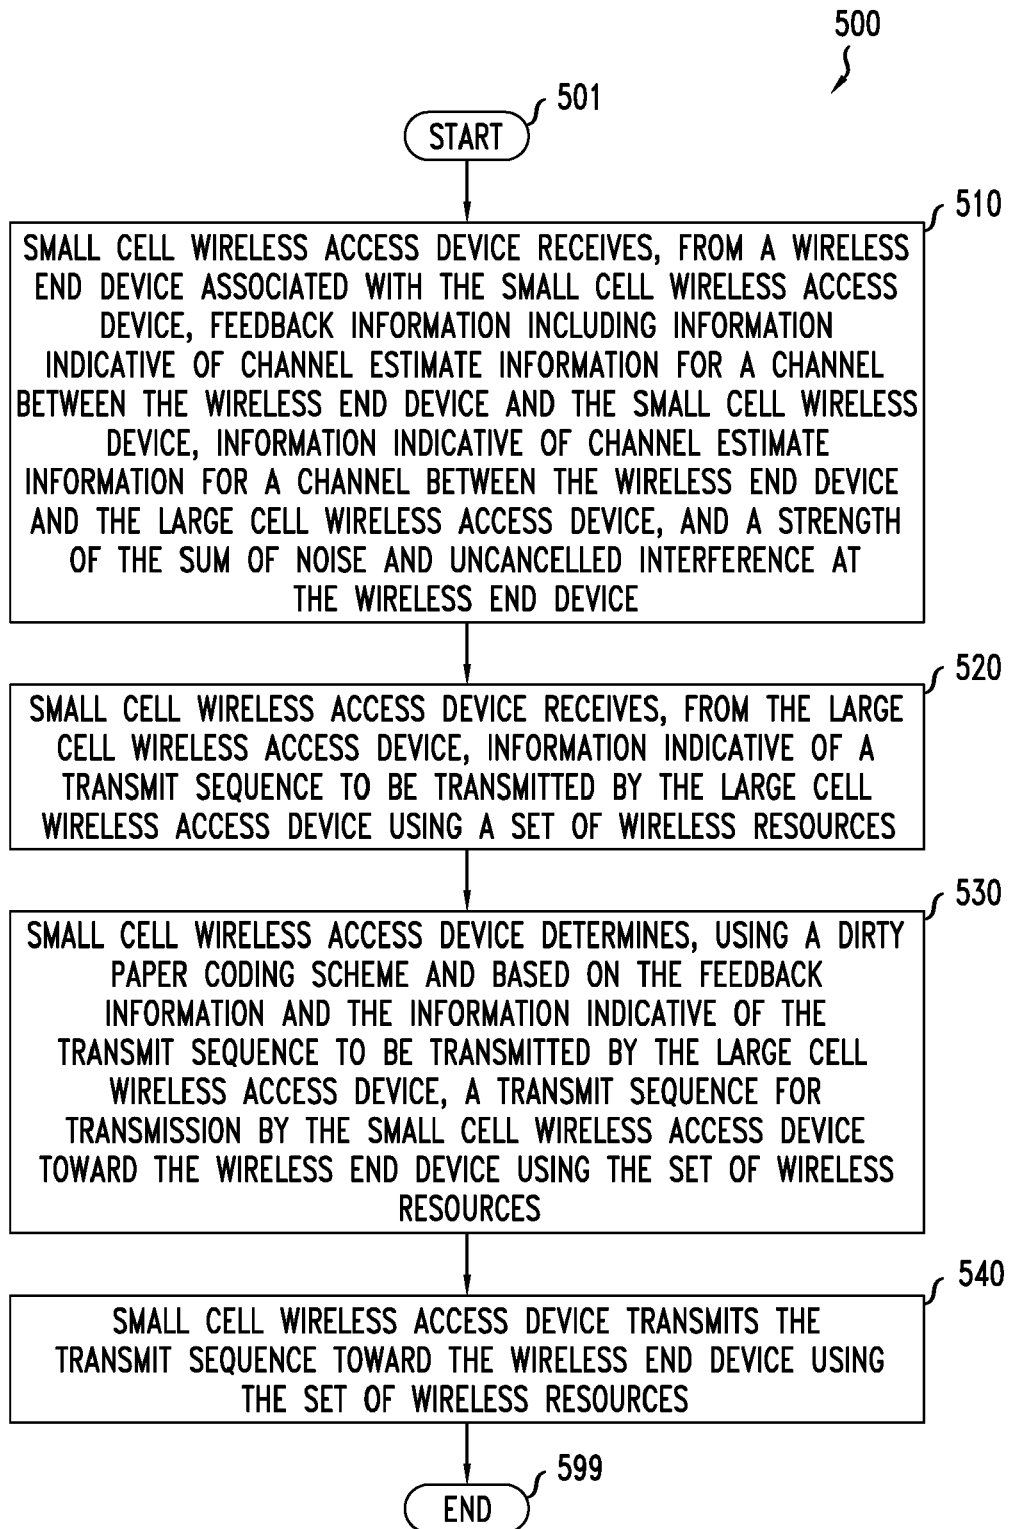 500
501
START
510
SMALL CELL WIRELESS ACCESS DEVICE RECEIVES, FROM A WIRELESS
END DEVICE ASSOCIATED WITH THE SMALL CELL WIRELESS ACCESS
DEVICE, FEEDBACK INFORMATION INCLUDING INFORMATION
INDICATIVE OF CHANNEL ESTIMATE INFORMATION FOR A CHANNEL
BETWEEN THE WIRELESS END DEVICE AND THE SMALL CELL WIRELESS
DEVICE, INFORMATION INDICATIVE OF CHANNEL ESTIMATE
INFORMATION FOR A CHANNEL BETWEEN THE WIRELESS END DEVICE
AND THE LARGE CELL WIRELESS ACCESS DEVICE, AND A STRENGTH
OF THE SUM OF NOISE AND UNCANCELLED INTERFERENCE AT
THE WIRELESS END DEVICE
520
SMALL CELL WIRELESS ACCESS DEVICE RECEIVES, FROM THE LARGE
CELL WIRELESS ACCESS DEVICE, INFORMATION INDICATIVE OF A
TRANSMIT SEQUENCE TO BE TRANSMITTED BY THE LARGE CELL
WIRELESS ACCESS DEVICE USING A SET OF WIRELESS RESOURCES
530
SMALL CELL WIRELESS ACCESS DEVICE DETERMINES, USING A DIRTY
PAPER CODING SCHEME AND BASED ON THE FEEDBACK
INFORMATION AND THE INFORMATION INDICATIVE OF THE
TRANSMIT SEQUENCE TO BE TRANSMITTED BY THE LARGE CELL
WIRELESS ACCESS DEVICE, A TRANSMIT SEQUENCE FOR
TRANSMISSION BY THE SMALL CELL WIRELESS ACCESS DEVICE
TOWARD THE WIRELESS END DEVICE USING THE SET OF WIRELESS
RESOURCES
540
SMALL CELL WIRELESS ACCESS DEVICE TRANSMITS THE
TRANSMIT SEQUENCE TOWARD THE WIRELESS END DEVICE USING
THE SET OF WIRELESS RESOURCES
599
END